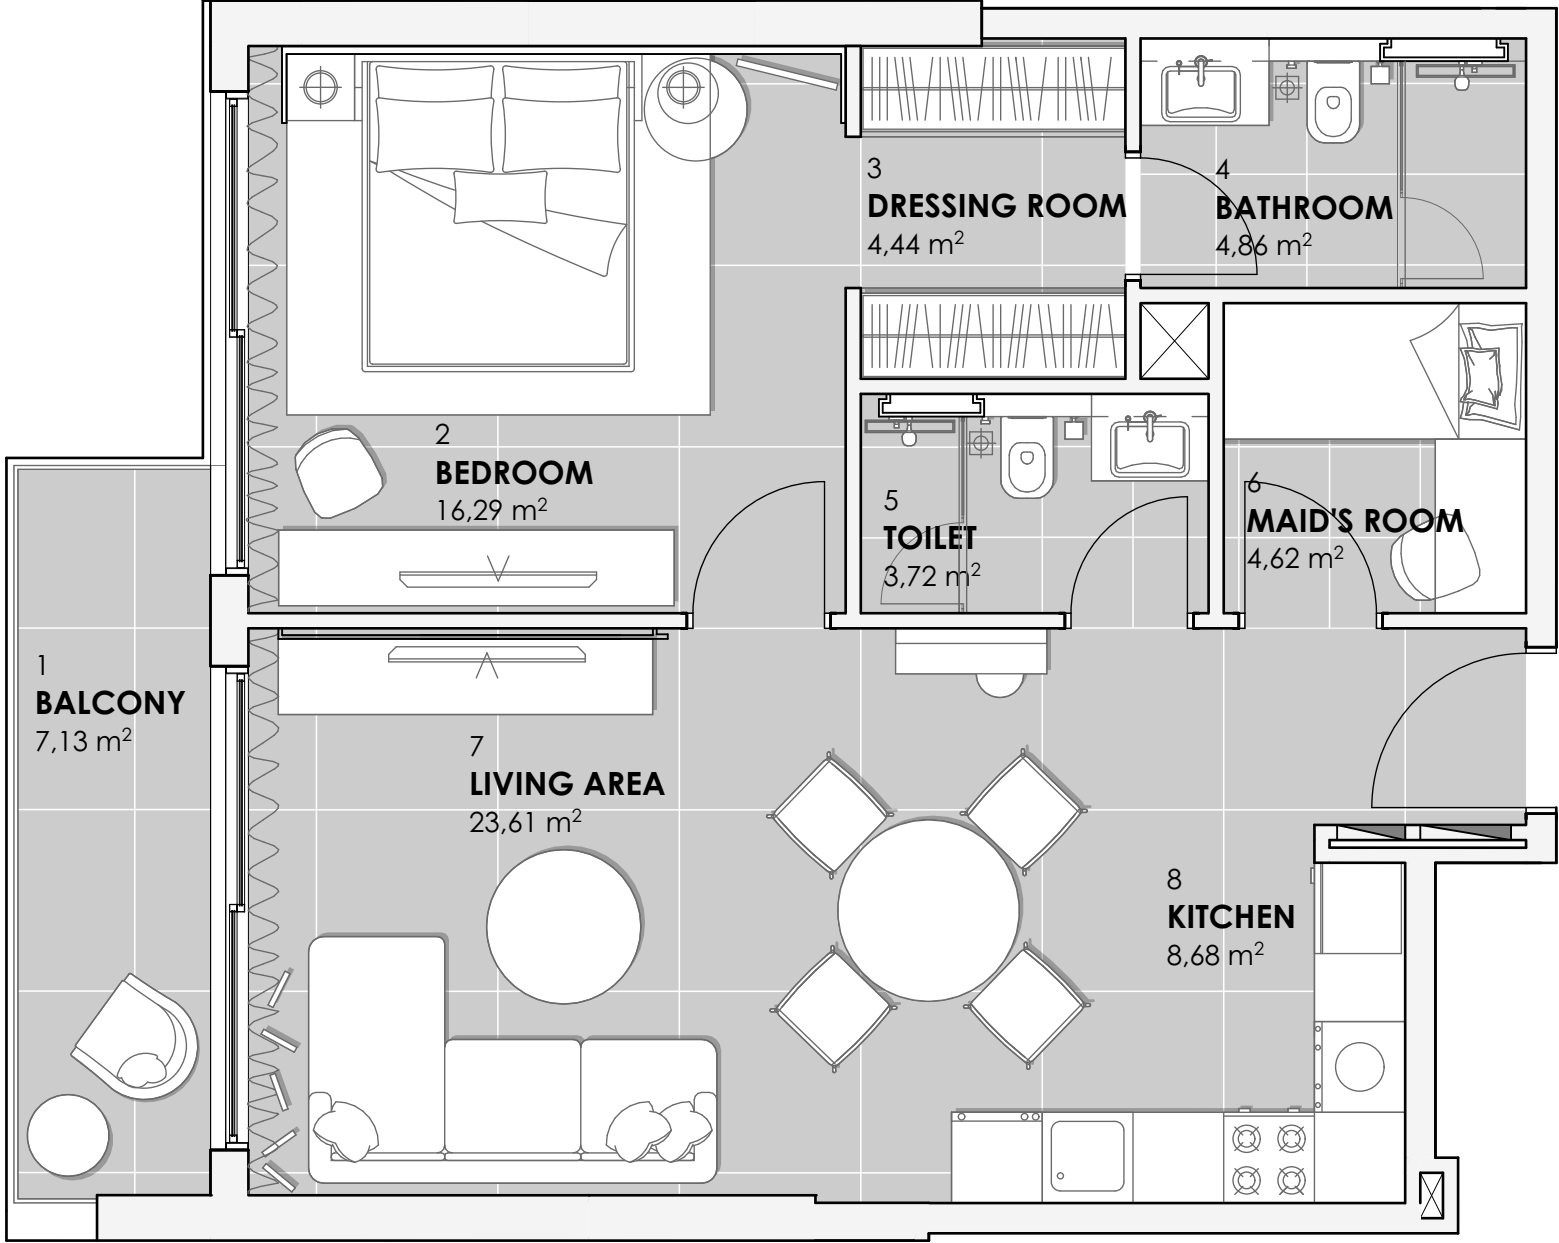 3
DRESSING ROOM
4,44 m²
4
BATHROOM
4,86 m²
2
BEDROOM
16,29 m²
5
TOILET
3,72 m²
6
MAID'S ROOM
4,62 m²
1
BALCONY
7,13 m²
7
LIVING AREA
23,61 m²
8
KITCHEN
8,68 m²